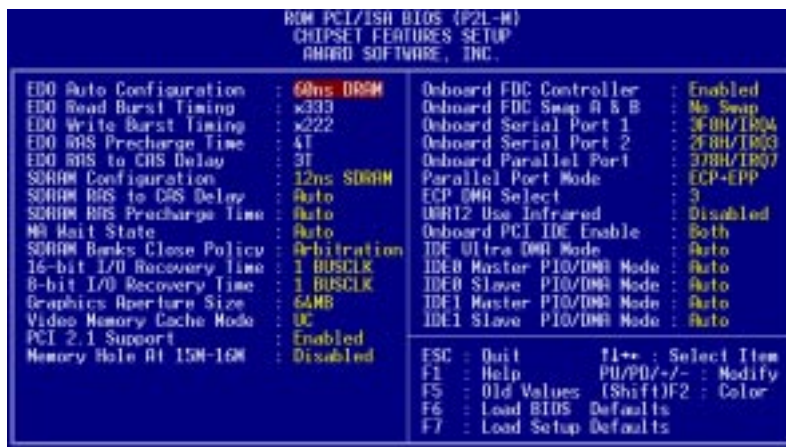 ROM PCI/ISA BIOS (P2L-M)
CHIPSET FEATURES SETUP
AWARD SOFTWARE, INC.
EDO Auto Configuration : 60ns DRAM
EDO Read Burst Timing : x333
EDO Write Burst Timing : x222
EDO RAS Precharge Time : 4T
EDO RAS to CAS Delay : 3T
SDRAM Configuration : 12ns SDRAM
SDRAM RAS to CAS Delay : Auto
SDRAM RAS Precharge Time : Auto
MA Wait State : Auto
SDRAM Banks Close Policy : Arbitration
16-bit I/O Recovery Time : 1 BUSCLK
8-bit I/O Recovery Time : 1 BUSCLK
Graphics Aperture Size : 64MB
Video Memory Cache Mode : UC
PCI 2.1 Support : Enabled
Memory Hole At 15M-16M : Disabled
Onboard FDC Controller : Enabled
Onboard FDC Swap A & B : No Swap
Onboard Serial Port 1 : 3F8H/IRQ4
Onboard Serial Port 2 : 2F8H/IRQ3
Onboard Parallel Port : 378H/IRQ7
Parallel Port Mode : ECP+EPP
ECP DMA Select : 3
UART2 Use Infrared : Disabled
Onboard PCI IDE Enable : Both
IDE Ultra DMA Mode : Auto
IDE0 Master PIO/DMA Mode : Auto
IDE0 Slave PIO/DMA Mode : Auto
IDE1 Master PIO/DMA Mode : Auto
IDE1 Slave PIO/DMA Mode : Auto
ESC : Quit ↑↓→← : Select Item
F1 : Help PU/PD/+/- : Modify
F5 : Old Values (Shift)F2 : Color
F6 : Load BIOS Defaults
F7 : Load Setup Defaults